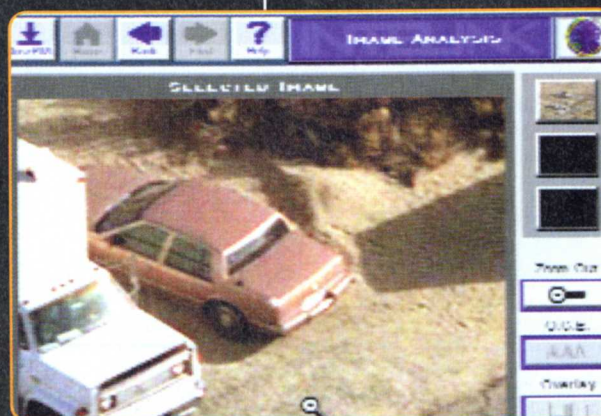 Back
Help
IMAGE ANALYSIS
SELECTED IMAGE
Zoom Out
O.C.E.
Overlay